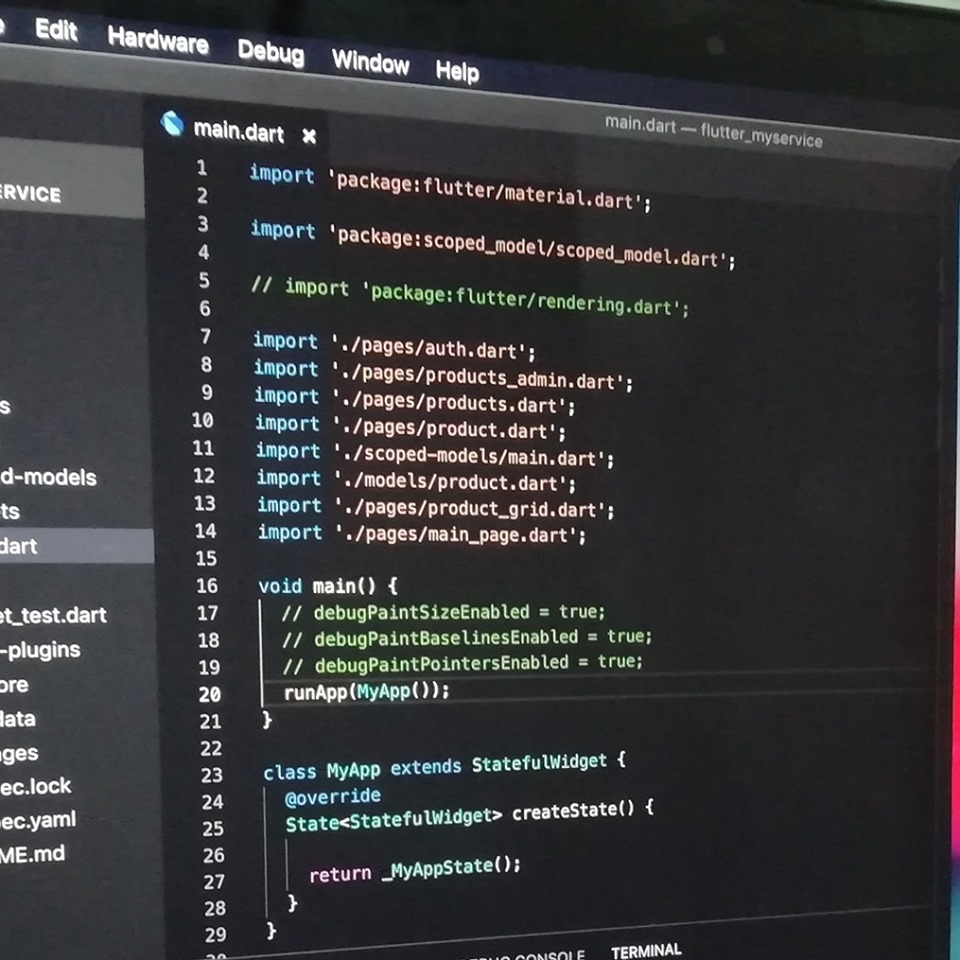 Edit Hardware Debug Window Help
main.dart — flutter_myservice
main.dart ×
ERVICE
s
d-models
ts
dart
et_test.dart
-plugins
ore
data
ges
ec.lock
ec.yaml
ME.md
1 import 'package:flutter/material.dart';
2
3 import 'package:scoped_model/scoped_model.dart';
4
5 // import 'package:flutter/rendering.dart';
6
7 import './pages/auth.dart';
8 import './pages/products_admin.dart';
9 import './pages/products.dart';
10 import './pages/product.dart';
11 import './scoped-models/main.dart';
12 import './models/product.dart';
13 import './pages/product_grid.dart';
14 import './pages/main_page.dart';
15
16 void main() {
17 // debugPaintSizeEnabled = true;
18 // debugPaintBaselinesEnabled = true;
19 // debugPaintPointersEnabled = true;
20 runApp(MyApp());
21 }
22
23 class MyApp extends StatefulWidget {
24 @override
25 State<StatefulWidget> createState() {
26
27 return _MyAppState();
28 }
29 }
CONSOLE TERMINAL